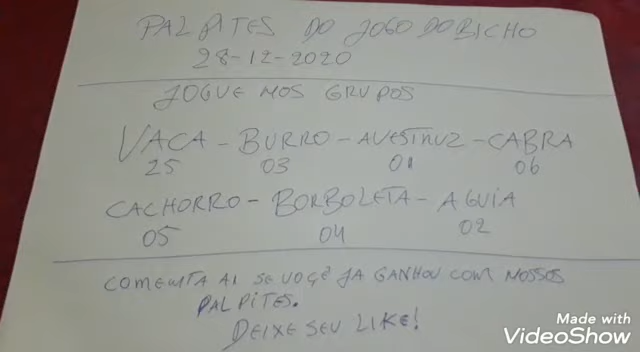 PALPITES DO JOGO DO BICHO
28-12-2020
JOGUE NOS GRUPOS
VACA - BURRO - AVESTRUZ - CABRA
25 03 01 06
CACHORRO - BORBOLETA - AGUIA
05 04 02
COMENTA AI SE VOÇÊ JA GANHOU COM NOSSOS
PALPITES.
DEIXE SEU LIKE!
Made with
VideoShow